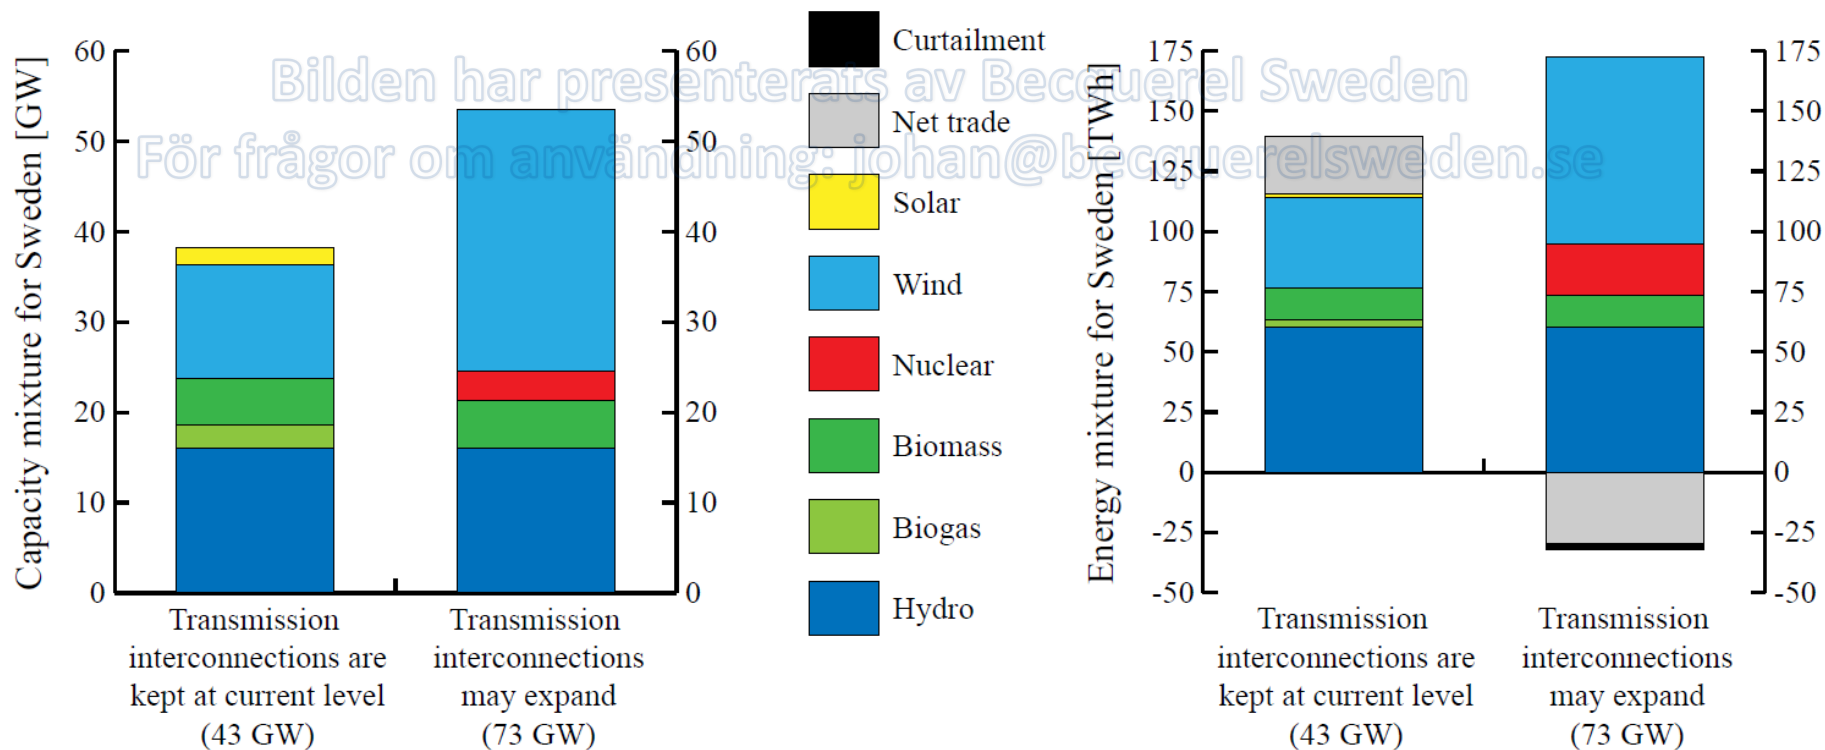 Bilden har presenterats av Becquerel Sweden
För frågor om användning: johan@becquerelsweden.se
Capacity mixture for Sweden [GW]
60
50
40
30
20
10
0
60
50
40
30
20
10
0
Transmission
interconnections are
kept at current level
(43 GW)
Transmission
interconnections
may expand
(73 GW)
Curtailment
Net trade
Solar
Wind
Nuclear
Biomass
Biogas
Hydro
Energy mixture for Sweden [TWh]
175
150
125
100
75
50
25
0
-25
-50
175
150
125
100
75
50
25
0
-25
-50
Transmission
interconnections are
kept at current level
(43 GW)
Transmission
interconnections
may expand
(73 GW)